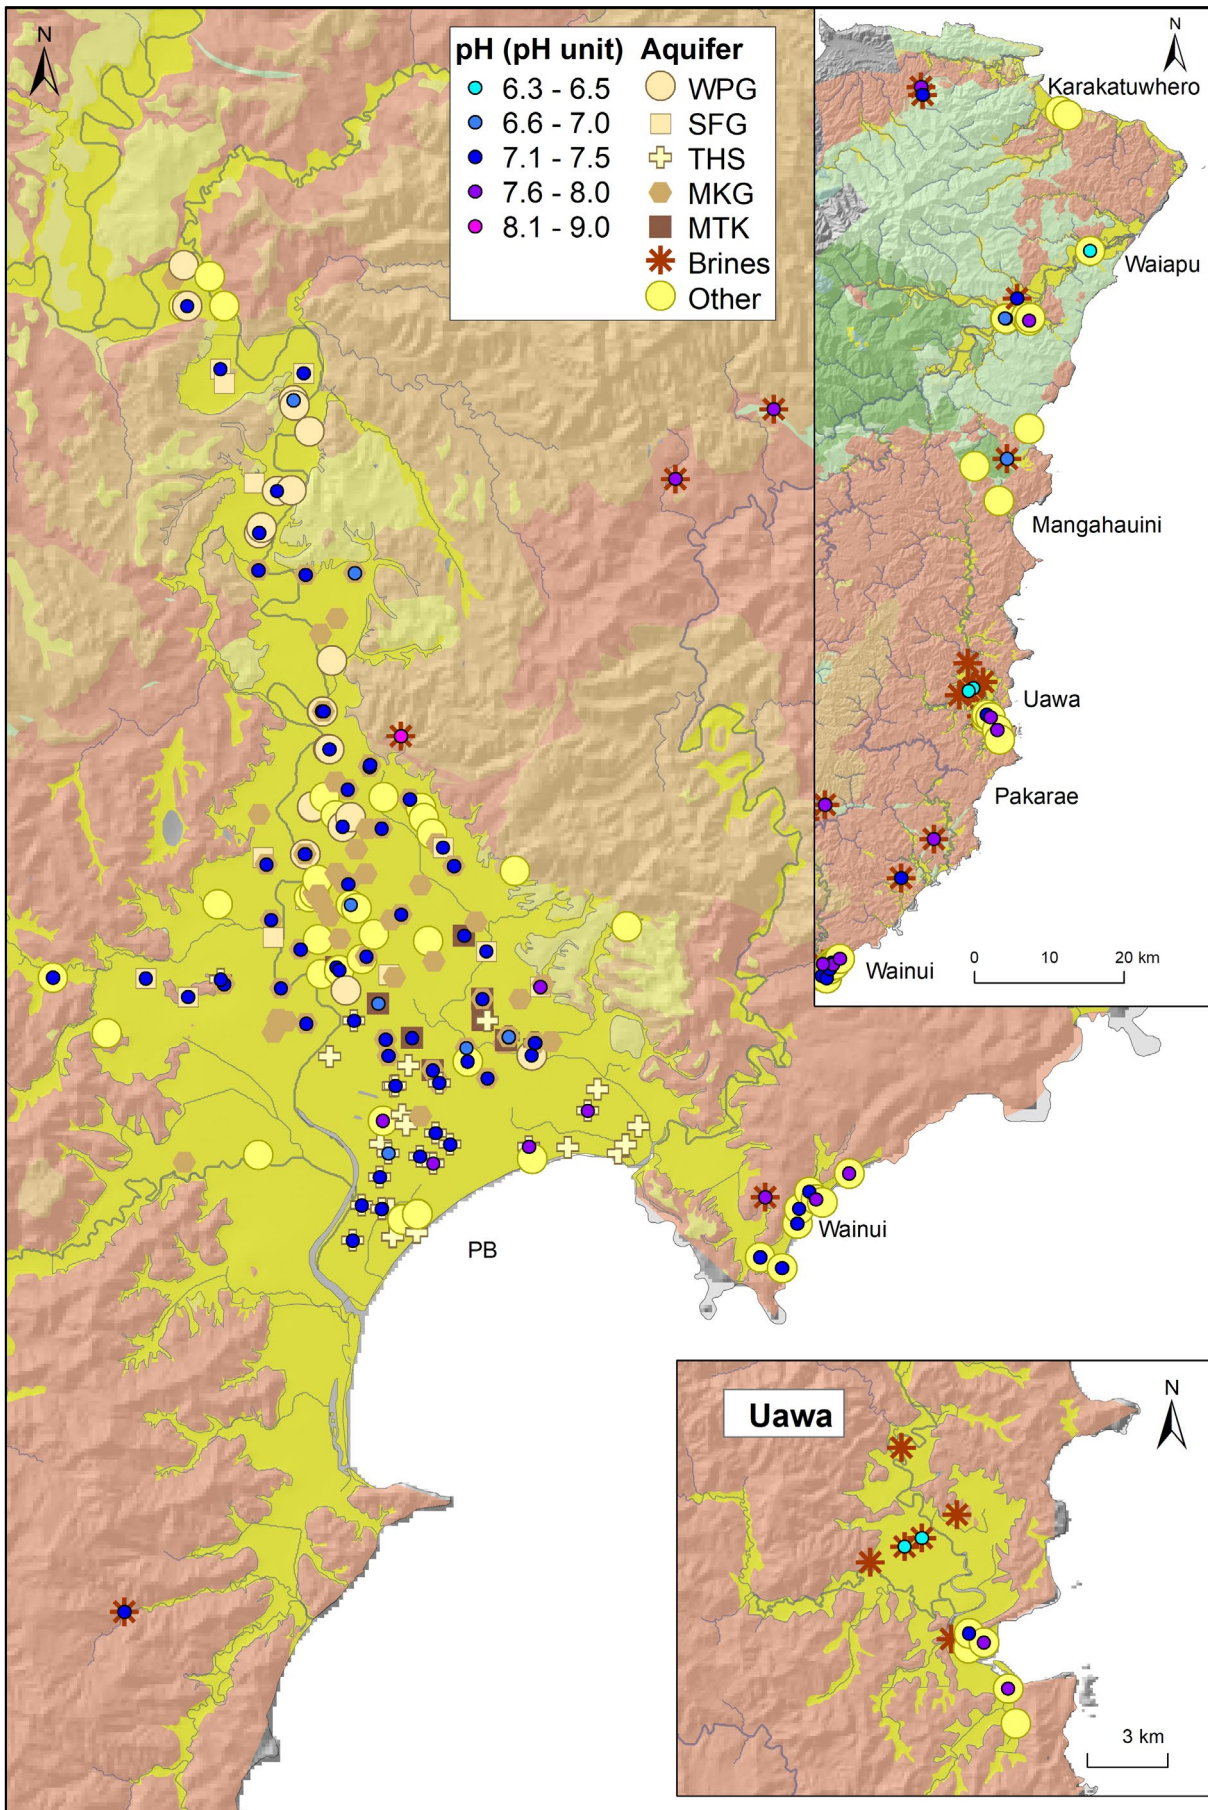 N
pH (pH unit) Aquifer
6.3 - 6.5 WPG
6.6 - 7.0 SFG
7.1 - 7.5 THS
7.6 - 8.0 MKG
8.1 - 9.0 MTK
Brines
Other
N
Karakatuwhero
Waiapu
Mangahauini
Uawa
Pakarae
Wainui
0 10 20 km
Wainui
PB
Uawa
N
3 km